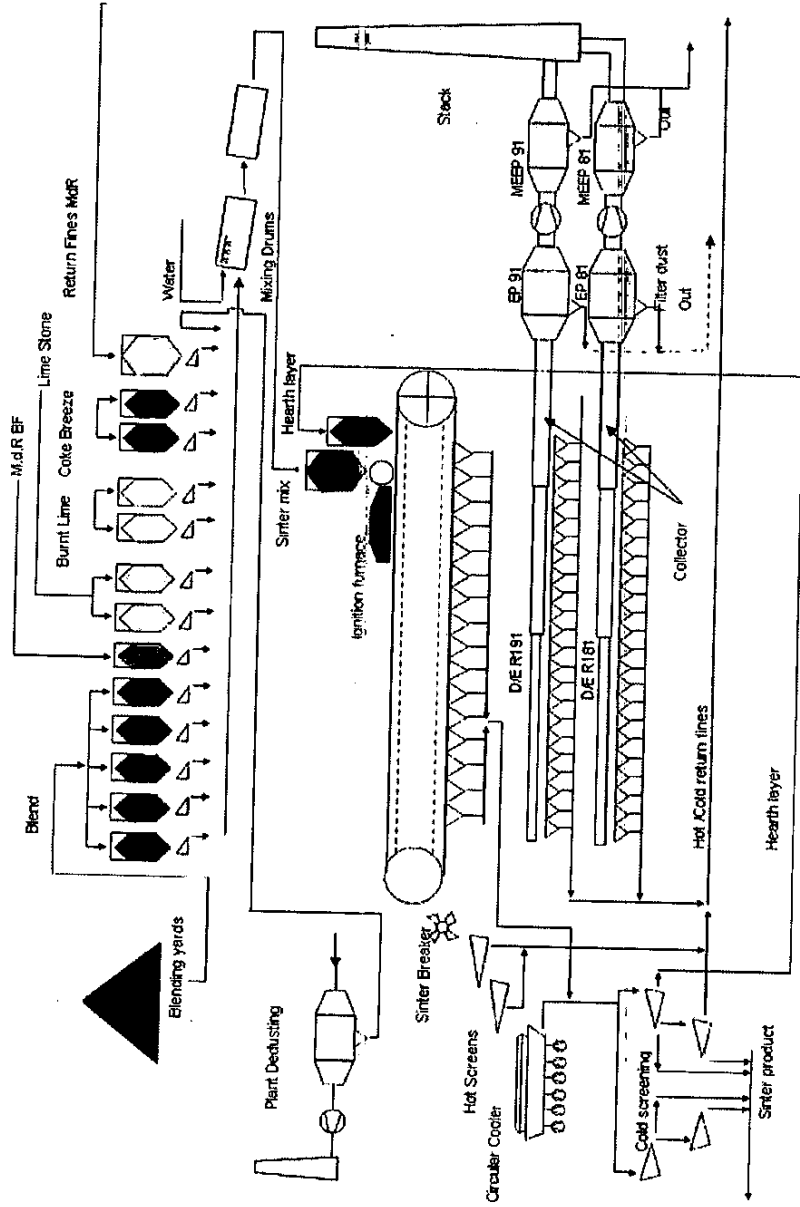 Return Fines MdR
Lime Stone
M.d.R BF
Coke Breeze
Burnt Lime
Blend
Blending yards
Water
Mixing Drums
Stack
Hearth layer
Sinter mix
Ignition furnace
MEEP 91
MEEP 81
Out
EP 91
EP 81
Filter dust
Out
Collector
D/E R191
D/E R181
Plant Dedusting
Sinter Breaker
Hot Screens
Circular Cooler
Cold screening
Hot /Cold return fines
Hearth layer
Sinter product